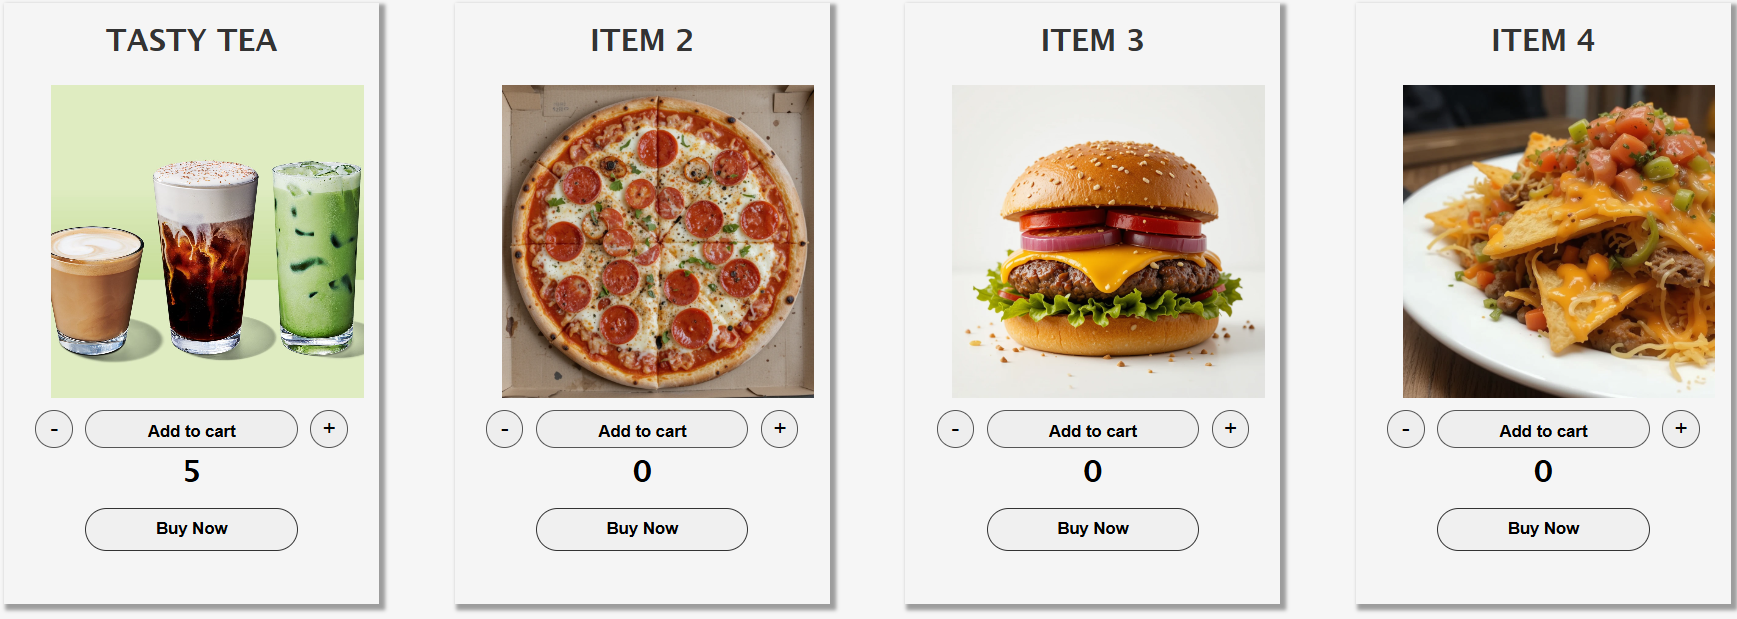 TASTY TEA
- Add to cart +
5
Buy Now
ITEM 2
- Add to cart +
0
Buy Now
ITEM 3
- Add to cart +
0
Buy Now
ITEM 4
- Add to cart +
0
Buy Now